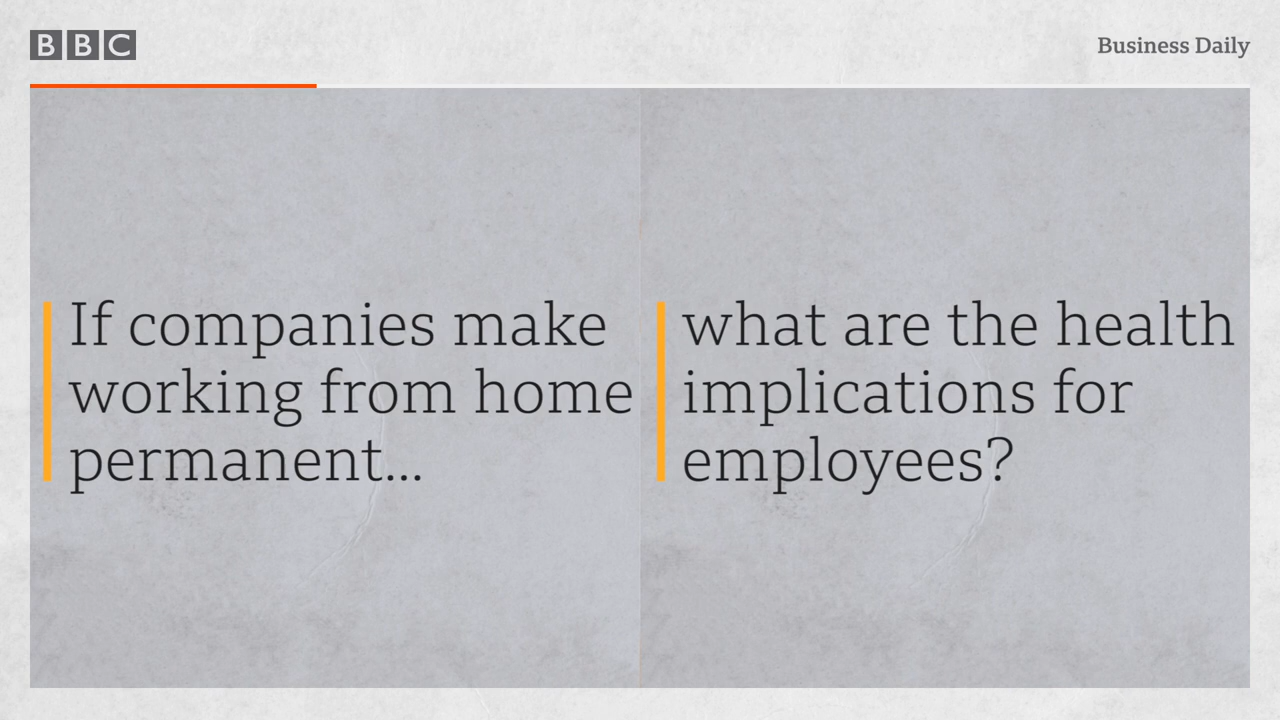 BBC
Business Daily
If companies make
working from home
permanent...
what are the health
implications for
employees?